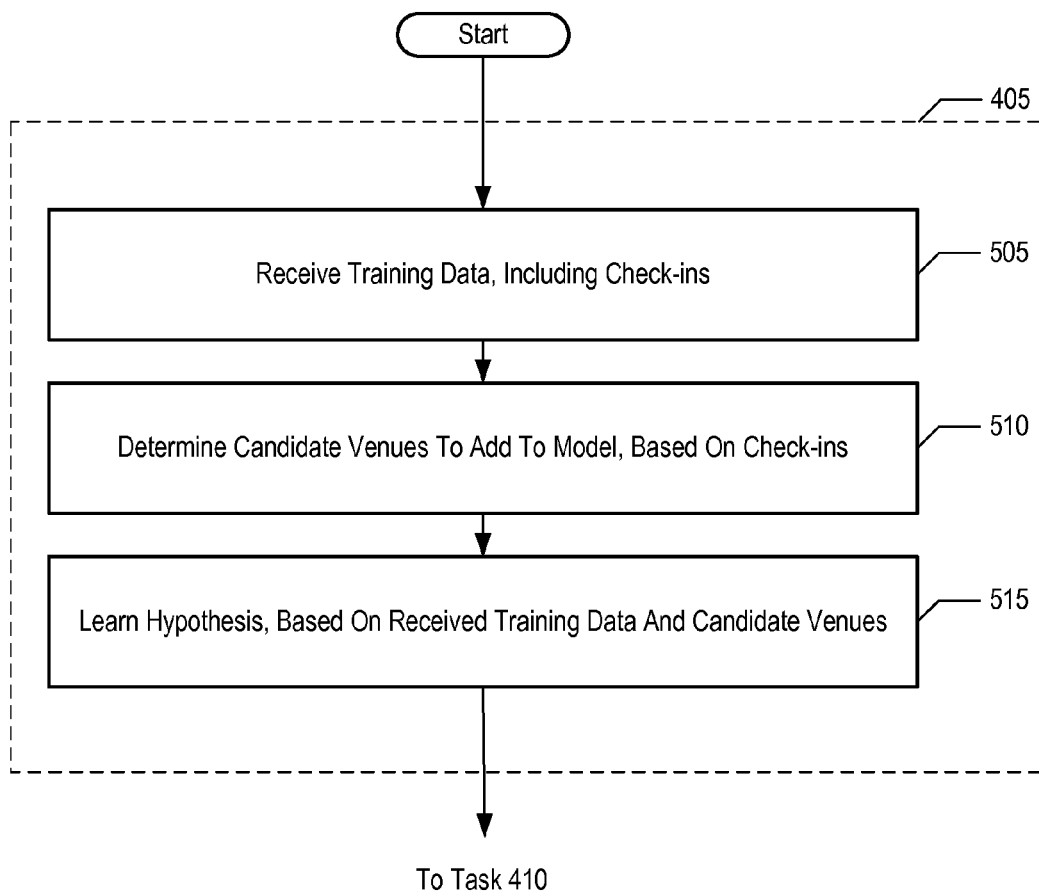 Start
405
Receive Training Data, Including Check-ins
505
Determine Candidate Venues To Add To Model, Based On Check-ins
510
Learn Hypothesis, Based On Received Training Data And Candidate Venues
515
To Task 410